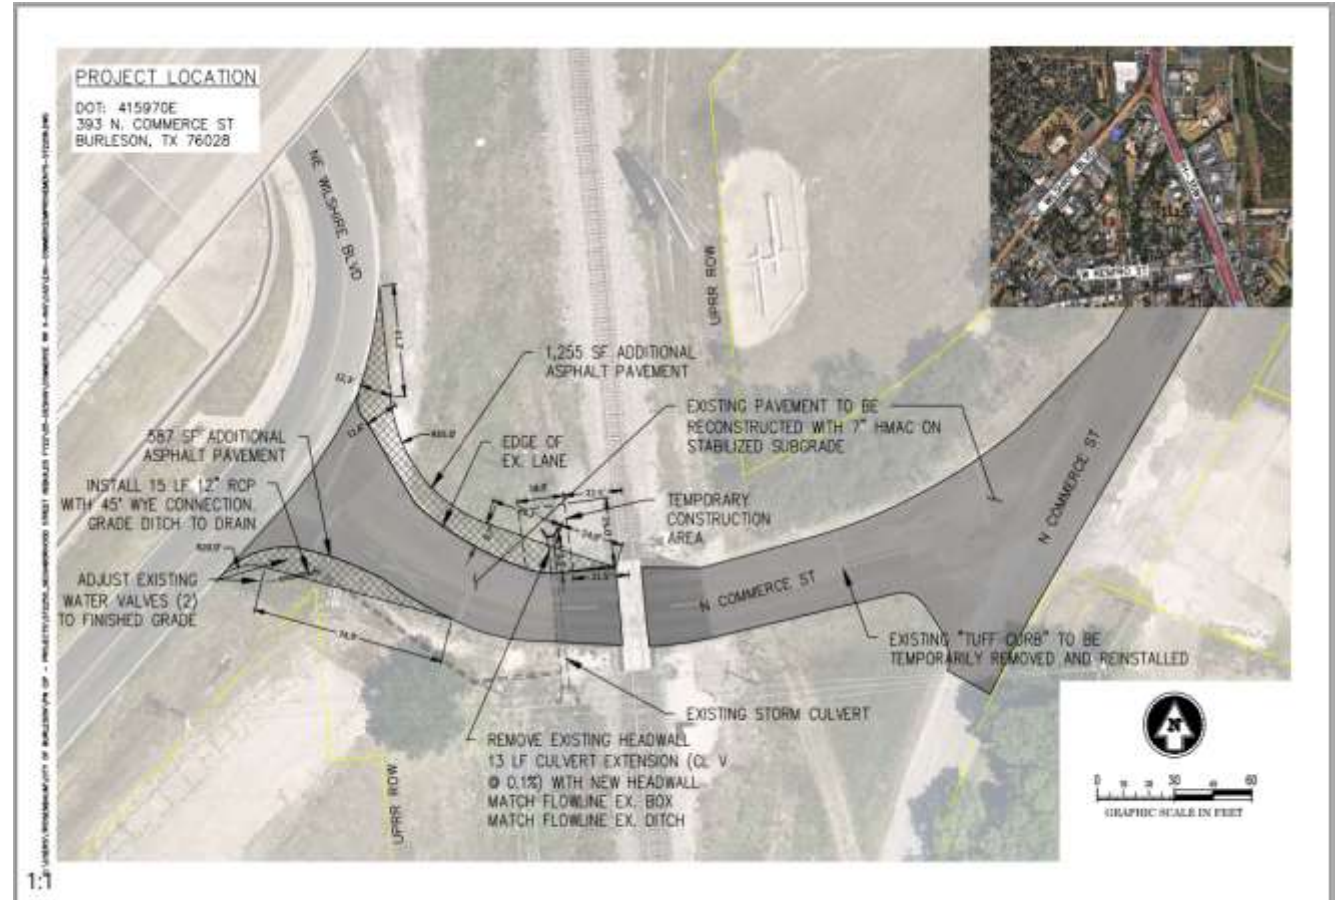 PROJECT LOCATION
DOT: 415970E
393 N. COMMERCE ST
BURLESON, TX 76028
NE WILSHIRE BLVD
UPRR ROW
WILSHIRE BLVD
W RENFRO ST
1,255 SF ADDITIONAL
ASPHALT PAVEMENT
EXISTING PAVEMENT TO BE
RECONSTRUCTED WITH 7" HMAC ON
STABILIZED SUBGRADE
587 SF ADDITIONAL
ASPHALT PAVEMENT
EDGE OF
EX. LANE
INSTALL 15 LF 12" RCP
WITH 45° WYE CONNECTION.
GRADE DITCH TO DRAIN
TEMPORARY
CONSTRUCTION
AREA
N COMMERCE ST
ADJUST EXISTING
WATER VALVES (2)
TO FINISHED GRADE
N COMMERCE ST
EXISTING "TUFF CURB" TO BE
TEMPORARILY REMOVED AND REINSTALLED
EXISTING STORM CULVERT
REMOVE EXISTING HEADWALL
13 LF CULVERT EXTENSION (CL V
@ 0.1%) WITH NEW HEADWALL
MATCH FLOWLINE EX. BOX
MATCH FLOWLINE EX. DITCH
UPRR ROW
N
0 30 60
GRAPHIC SCALE IN FEET
1:1